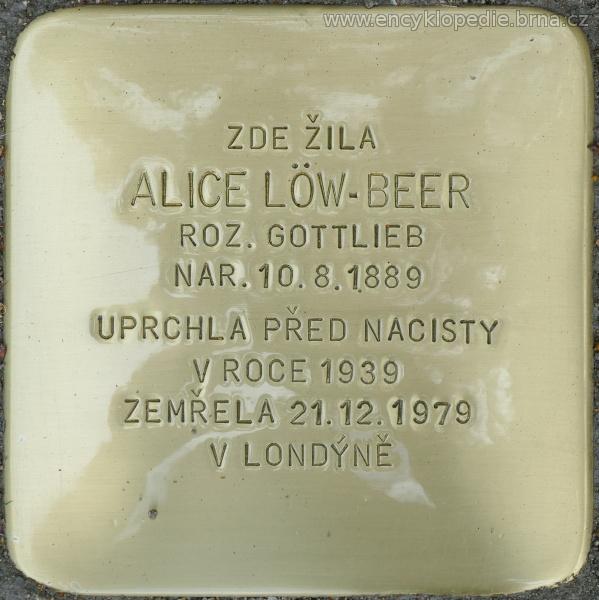 www.encyklopedie.brna.cz
ZDE ŽILA
ALICE LÖW-BEER
ROZ. GOTTLIEB
NAR. 10. 8. 1889
UPRCHLA PŘED NACISTY
V ROCE 1939
ZEMŘELA 21. 12. 1979
V LONDÝNĚ